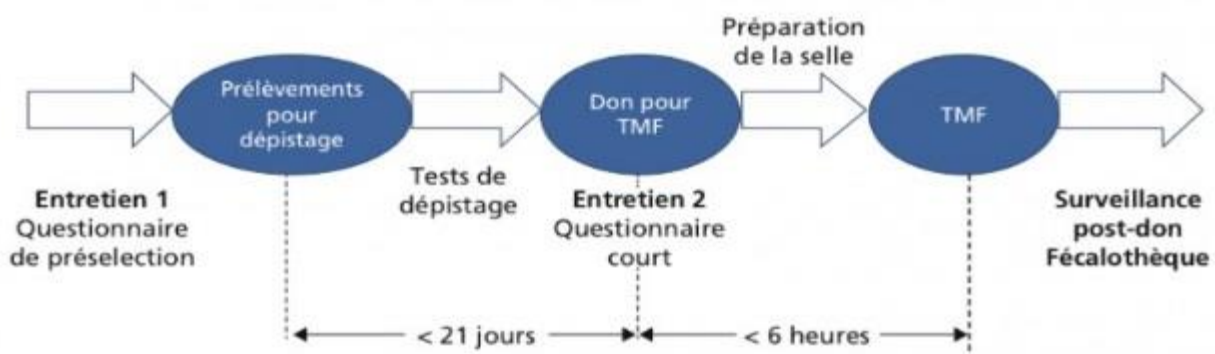 Préparation
de la selle
Prélèvements
pour
dépistage
Don pour
TMF
TMF
Entretien 1
Questionnaire
de préselection
Tests de
dépistage
Entretien 2
Questionnaire
court
Surveillance
post-don
Fécalothèque
< 21 jours
< 6 heures